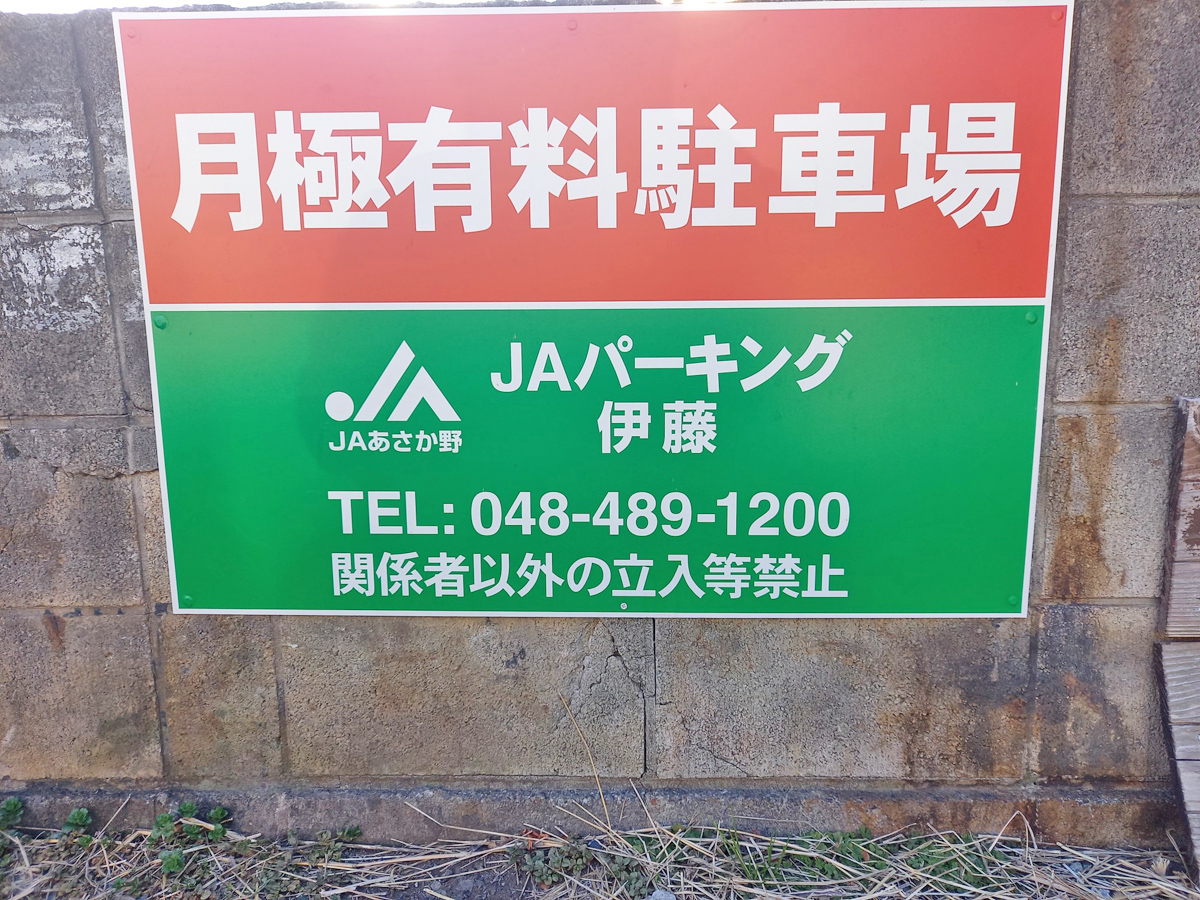 月極有料駐車場
JAパーキング
伊藤
JAあさか野
TEL: 048-489-1200
関係者以外の立入等禁止